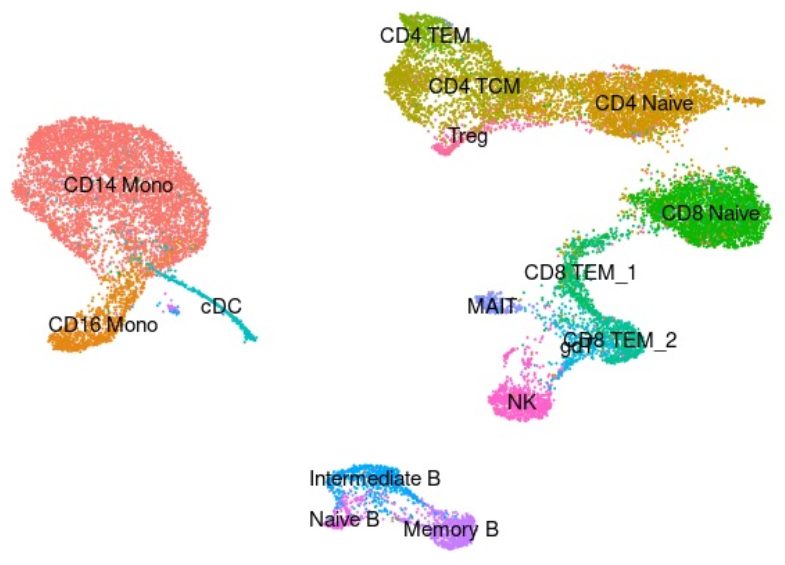 CD4 TEM
CD4 TCM
CD4 Naive
Treg
CD14 Mono
CD8 Naive
CD8 TEM_1
MAIT
cDC
CD16 Mono
CD8 TEM_2
gdT
NK
Intermediate B
Naive B
Memory B